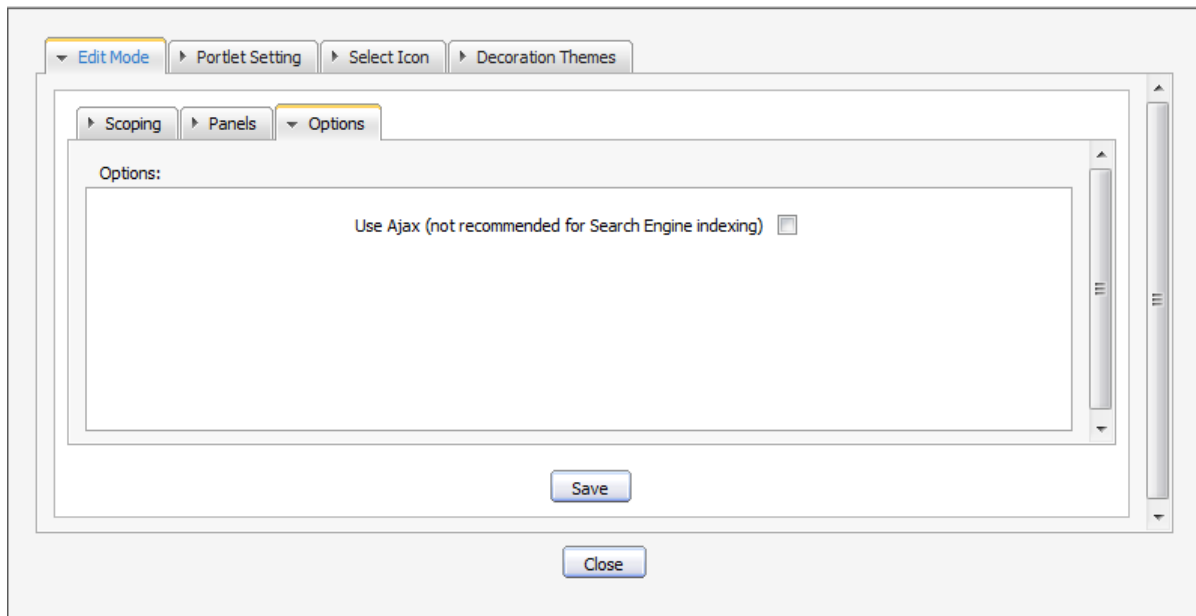 Edit Mode Portlet Setting Select Icon Decoration Themes
Scoping Panels Options
Options:
Use Ajax (not recommended for Search Engine indexing)
Save
Close